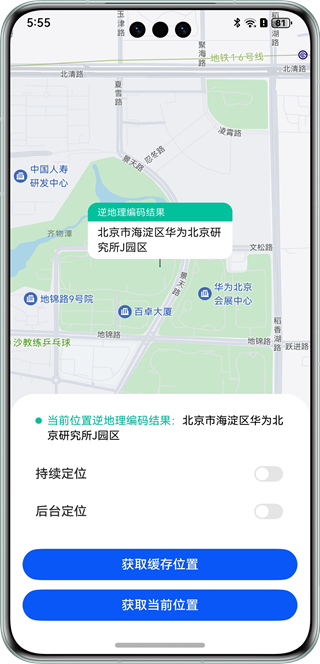 5:55
81
玉津路
稻香湖路
聚海路
地铁16号线
北清路
北清路
夏雪路
凌霄路
忍冬路
景天路
中国人寿
研发中心
逆地理编码结果
北京市海淀区华为北京研
究所J园区
齐物潭
文松路
景天路
华为北京
会展中心
地锦路9号院
百卓大厦
稻香湖路
地锦路
地锦路
跃进路
沙教练乒乓球
当前位置逆地理编码结果：北京市海淀区华为北
京研究所J园区
持续定位
后台定位
获取缓存位置
获取当前位置